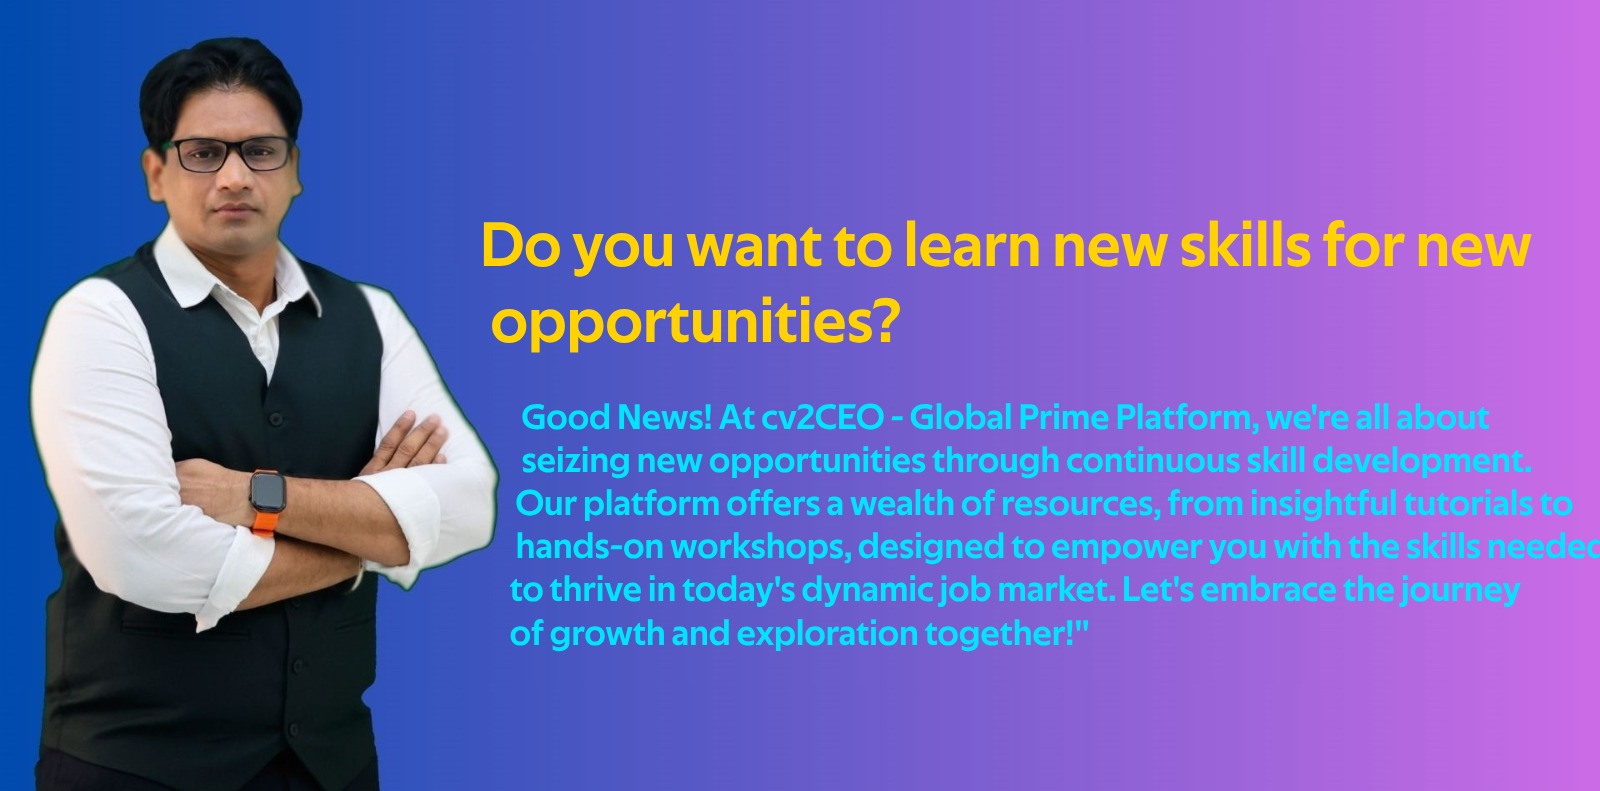 Do you want to learn new skills for new
opportunities?
Good News! At cv2CEO - Global Prime Platform, we're all about
seizing new opportunities through continuous skill development.
Our platform offers a wealth of resources, from insightful tutorials to
hands-on workshops, designed to empower you with the skills needed
to thrive in today's dynamic job market. Let's embrace the journey
of growth and exploration together!"